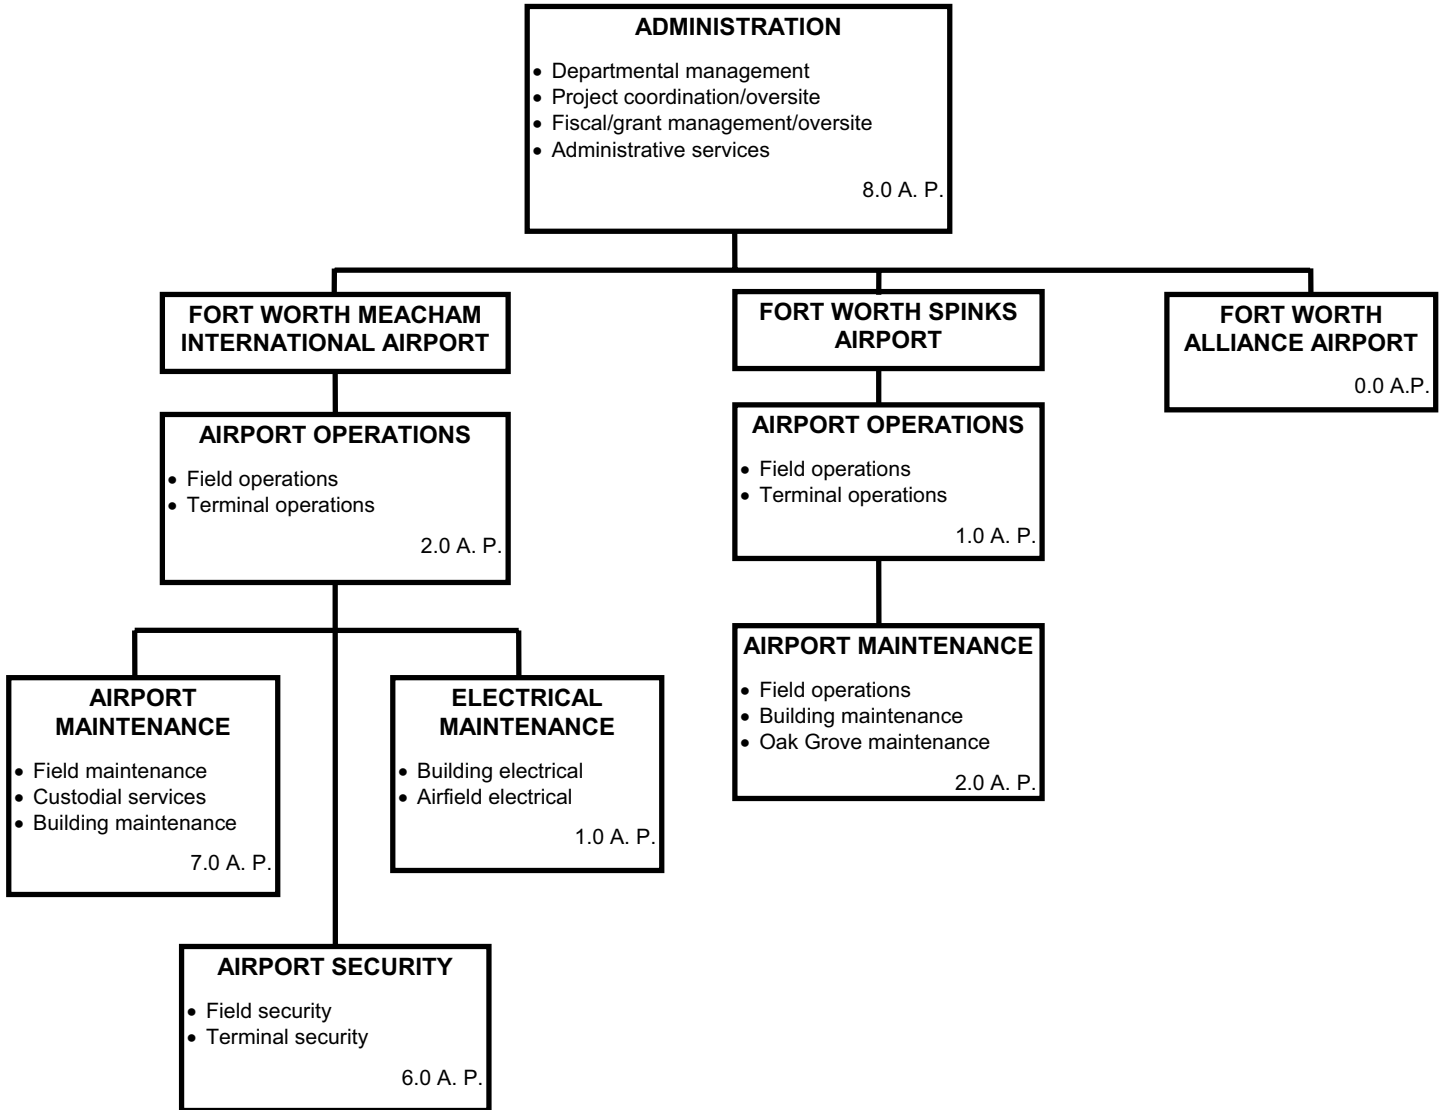 ADMINISTRATION
• Departmental management
• Project coordination/oversite
• Fiscal/grant management/oversite
• Administrative services
8.0 A. P.
FORT WORTH MEACHAM
INTERNATIONAL AIRPORT
FORT WORTH SPINKS
AIRPORT
FORT WORTH
ALLIANCE AIRPORT
0.0 A.P.
AIRPORT OPERATIONS
• Field operations
• Terminal operations
2.0 A. P.
AIRPORT OPERATIONS
• Field operations
• Terminal operations
1.0 A. P.
AIRPORT
MAINTENANCE
• Field maintenance
• Custodial services
• Building maintenance
7.0 A. P.
ELECTRICAL
MAINTENANCE
• Building electrical
• Airfield electrical
1.0 A. P.
AIRPORT MAINTENANCE
• Field operations
• Building maintenance
• Oak Grove maintenance
2.0 A. P.
AIRPORT SECURITY
• Field security
• Terminal security
6.0 A. P.